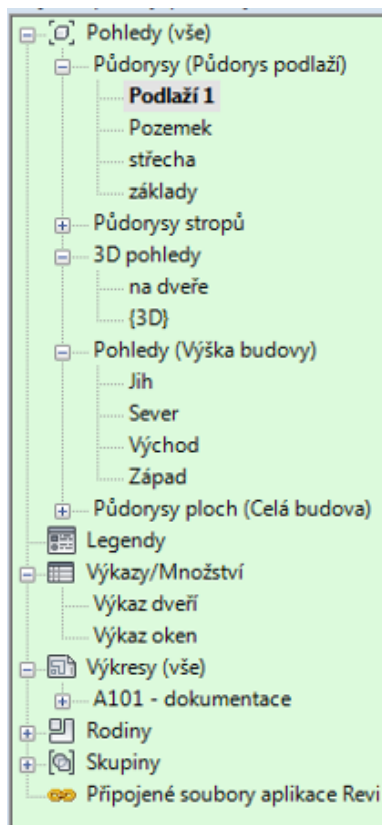 Pohledy (vše)
Půdorysy (Půdorys podlaží)
Podlaží 1
Pozemek
střecha
základy
Půdorysy stropů
3D pohledy
na dveře
{3D}
Pohledy (Výška budovy)
Jih
Sever
Východ
Západ
Půdorysy ploch (Celá budova)
Legendy
Výkazy/Množství
Výkaz dveří
Výkaz oken
Výkresy (vše)
A101 - dokumentace
Rodiny
Skupiny
Připojené soubory aplikace Revi